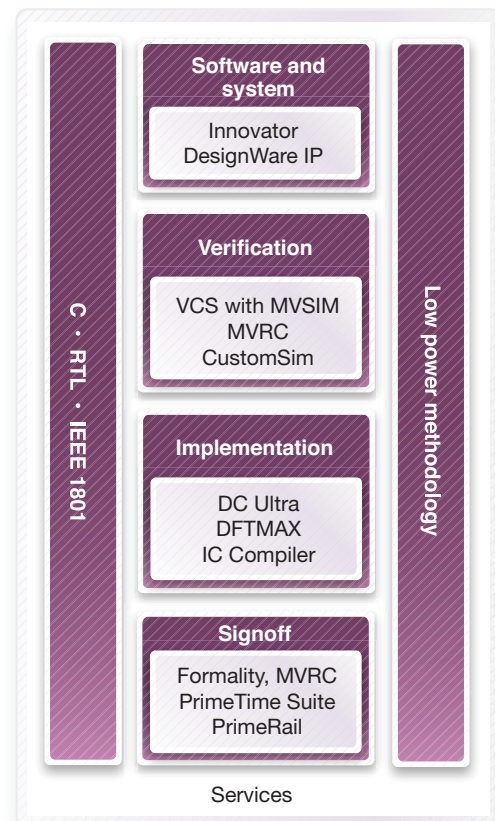 Software and
system
Innovator
DesignWare IP
Verification
VCS with MVSIM
MVRC
CustomSim
Implementation
DC Ultra
DFTMAX
IC Compiler
Signoff
Formality, MVRC
PrimeTime Suite
PrimeRail
C • RTL • IEEE 1801
Low power methodology
Services